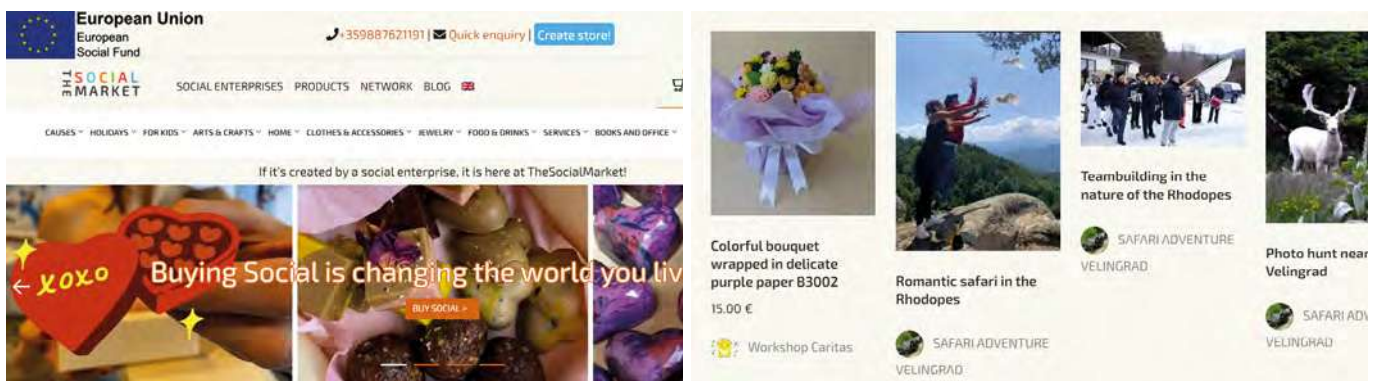 European Union
European
Social Fund
+359887621191 | Quick enquiry | Create store!
THE SOCIAL MARKET
SOCIAL ENTERPRISES PRODUCTS NETWORK BLOG
CAUSES HOLIDAYS FOR KIDS ARTS & CRAFTS HOME CLOTHES & ACCESSORIES JEWELRY FOOD & DRINKS SERVICES BOOKS AND OFFICE
If it's created by a social enterprise, it is here at TheSocialMarket!
XOXO
Buying Social is changing the world you liv
BUY SOCIAL >
Colorful bouquet
wrapped in delicate
purple paper B3002
15.00 €
Workshop Caritas
Romantic safari in the
Rhodopes
SAFARI ADVENTURE
VELINGRAD
Teambuilding in the
nature of the Rhodopes
SAFARI ADVENTURE
VELINGRAD
Photo hunt near
Velingrad
SAFARI ADV
VELINGRAD